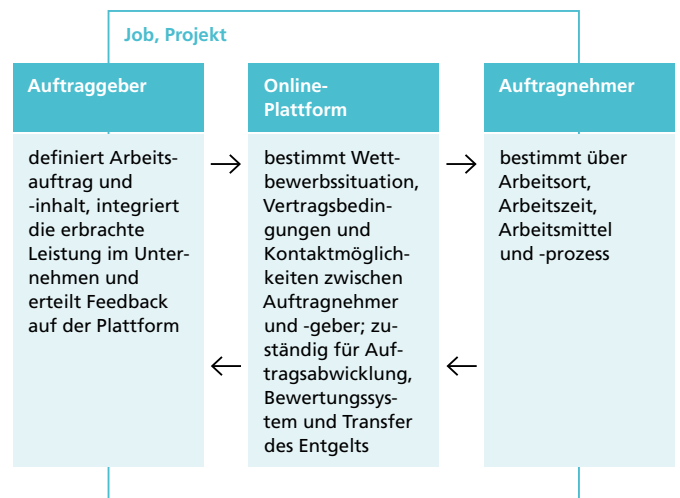 Job, Projekt
Auftraggeber
definiert Arbeits-
auftrag und
-inhalt, integriert
die erbrachte
Leistung im Unter-
nehmen und
erteilt Feedback
auf der Plattform
Online-
Plattform
bestimmt Wett-
bewerbssituation,
Vertragsbedin-
gungen und
Kontaktmöglich-
keiten zwischen
Auftragnehmer
und -geber; zu-
ständig für Auf-
tragsabwicklung,
Bewertungssys-
tem und Transfer
des Entgelts
Auftragnehmer
bestimmt über
Arbeitsort,
Arbeitszeit,
Arbeitsmittel
und -prozess